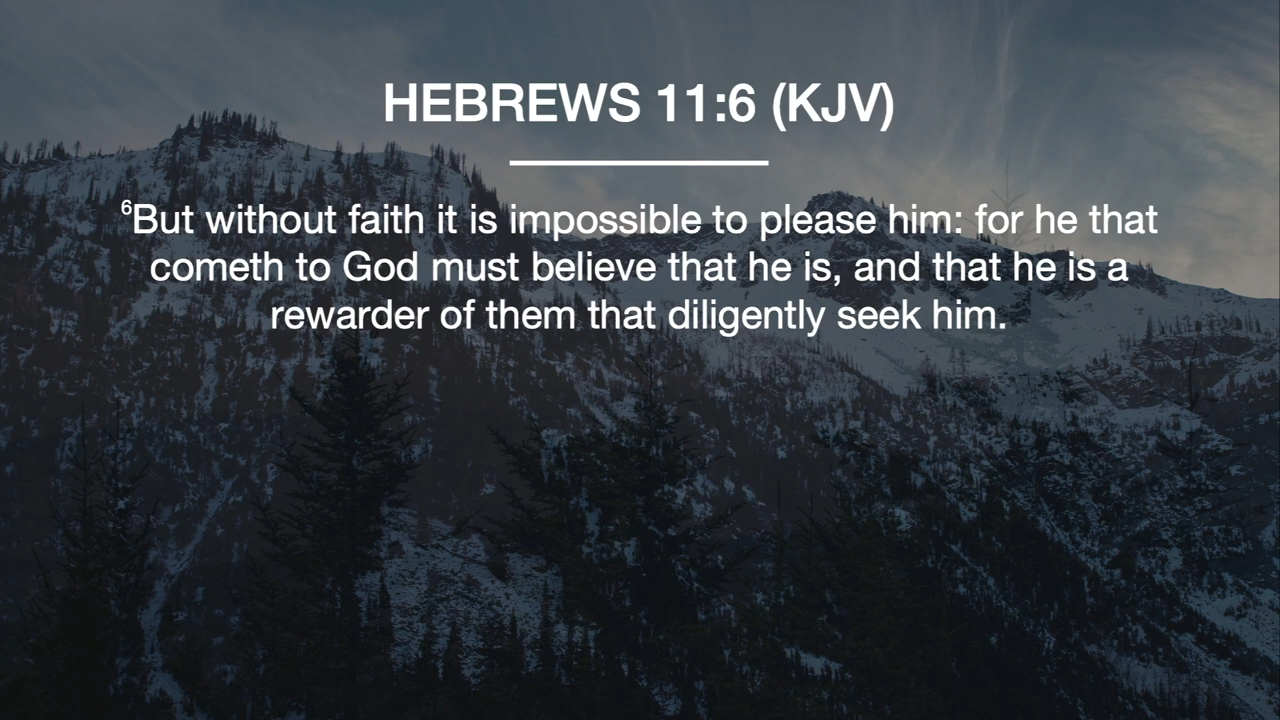 HEBREWS 11:6 (KJV)
⁶But without faith it is impossible to please him: for he that
cometh to God must believe that he is, and that he is a
rewarder of them that diligently seek him.